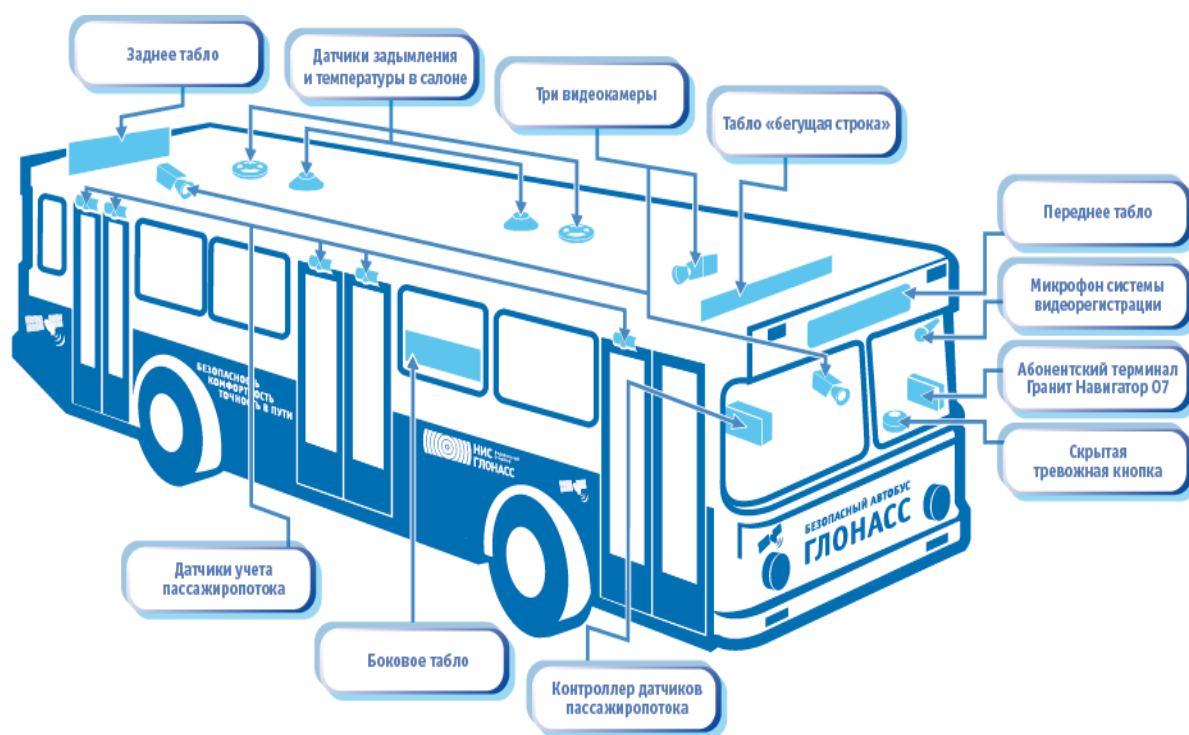 Заднее табло
Датчики задымления
и температуры в салоне
Три видеокамеры
Табло «бегущая строка»
Переднее табло
Микрофон системы
видеорегистрации
Абонентский терминал
Гранит Навигатор 07
Скрытая
тревожная кнопка
БЕЗОПАСНОСТЬ
КОМФОРТНОСТЬ
ТОЧНОСТЬ В ПУТИ
НИС
ГЛОНАСС
БЕЗОПАСНЫЙ АВТОБУС
ГЛОНАСС
Датчики учета
пассажиропотока
Боковое табло
Контроллер датчиков
пассажиропотока